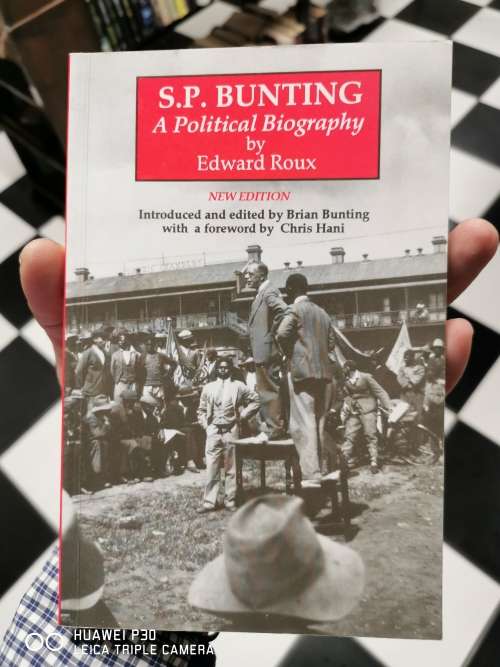 S.P. BUNTING
A Political Biography
by
Edward Roux
NEW EDITION
Introduced and edited by Brian Bunting
with a foreword by Chris Hani
HUAWEI P30
LEICA TRIPLE CAMERA